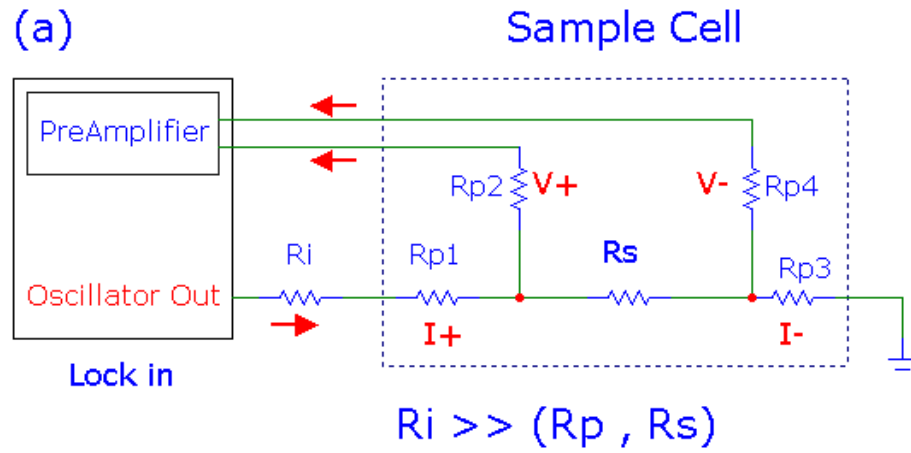 (a)
Sample Cell
PreAmplifier
Rp2
V+
V-
Rp4
Ri
Rp1
Rs
Rp3
Oscillator Out
I+
I-
Lock in
Ri >> (Rp , Rs)